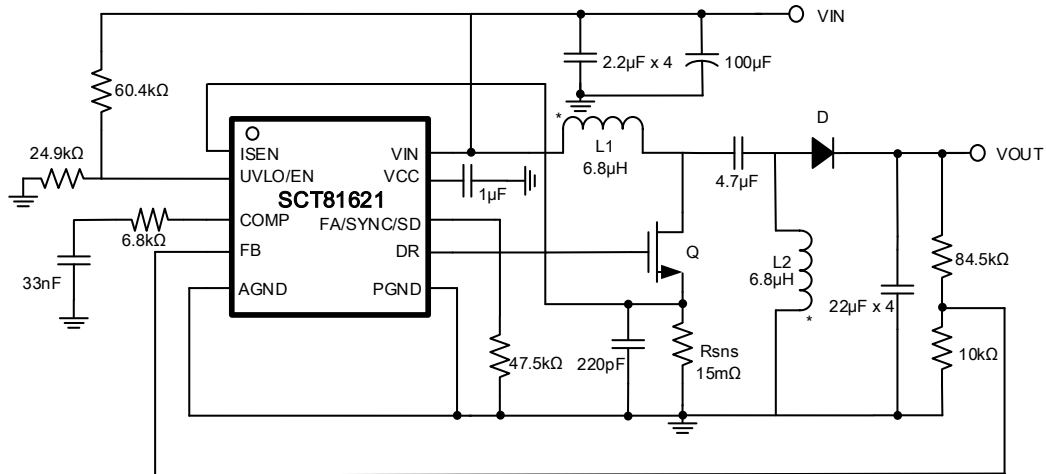 VIN
2.2µF x 4
100µF
60.4kΩ
D
*
L1
6.8µH
VOUT
24.9kΩ
ISEN
VIN
4.7µF
UVLO/EN
VCC
1µF
SCT81621
COMP
FA/SYNC/SD
6.8kΩ
FB
DR
Q
L2
6.8µH
84.5kΩ
33nF
AGND
PGND
*
22µF x 4
47.5kΩ
220pF
Rsns
15mΩ
10kΩ